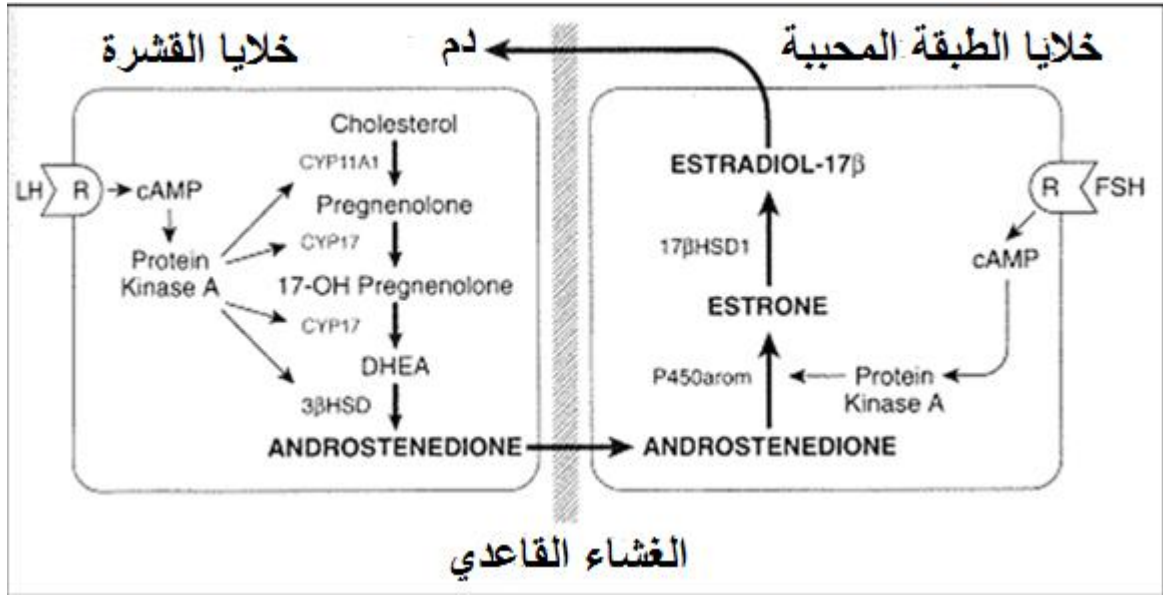 خلايا القشرة
دم
خلايا الطبقة المحببة
LH
R
cAMP
Protein
Kinase A
Cholesterol
CYP11A1
Pregnenolone
CYP17
17-OH Pregnenolone
CYP17
DHEA
3βHSD
ANDROSTENEDIONE
ESTRADIOL-17β
17βHSD1
ESTRONE
P450arom
ANDROSTENEDIONE
R
FSH
cAMP
Protein
Kinase A
الغشاء القاعدي